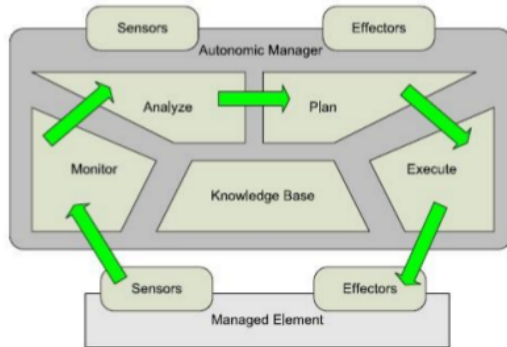 Sensors
Effectors
Autonomic Manager
Analyze
Plan
Monitor
Execute
Knowledge Base
Sensors
Effectors
Managed Element